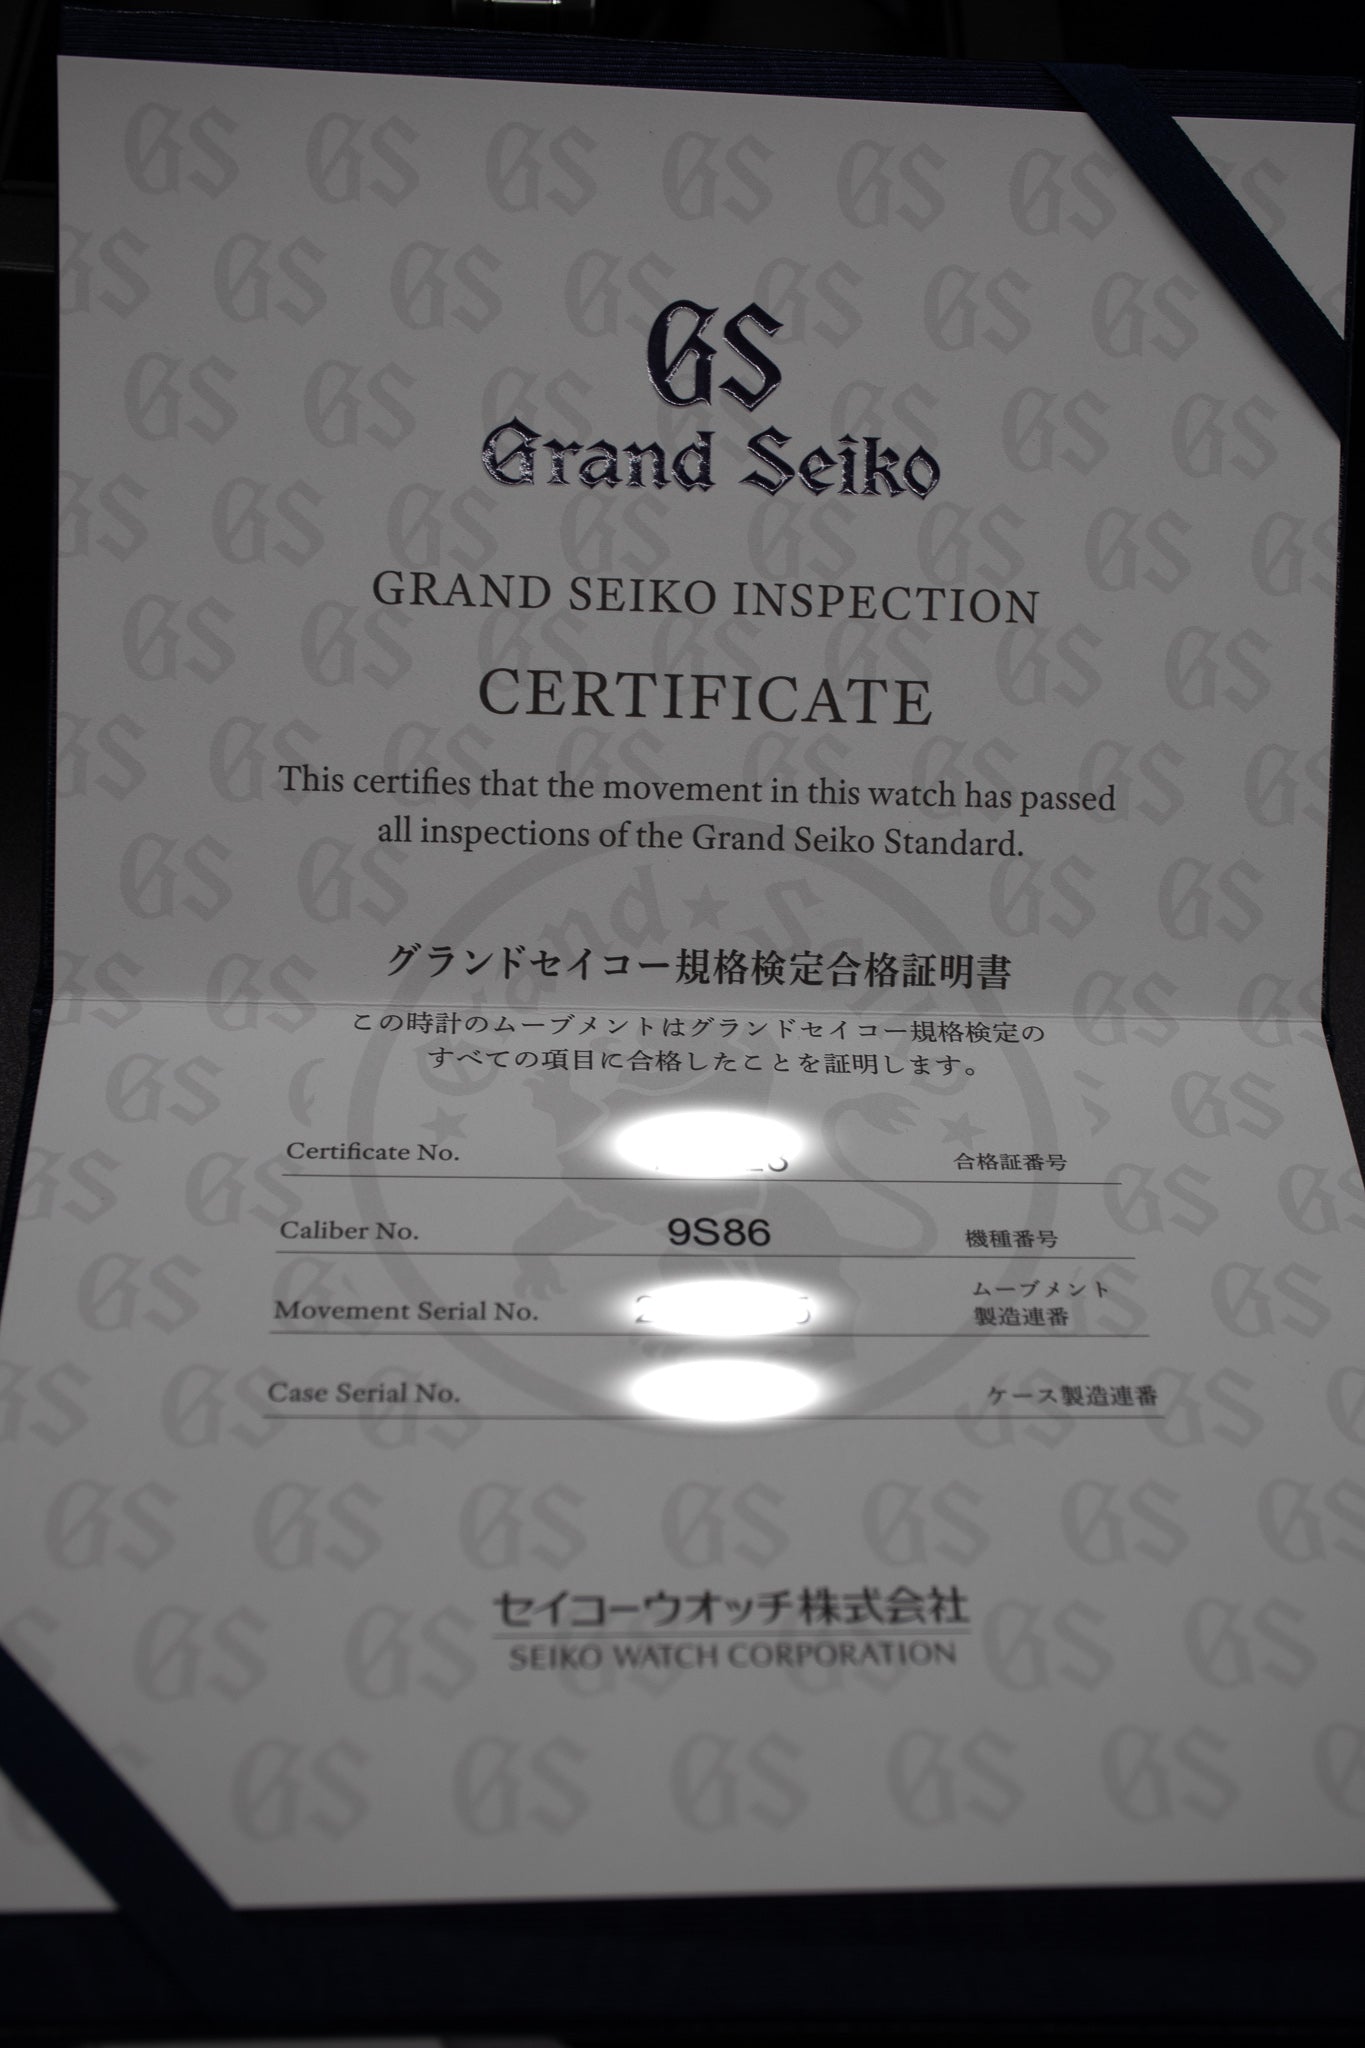 GS
Grand Seiko
GRAND SEIKO INSPECTION
CERTIFICATE
This certifies that the movement in this watch has passed
all inspections of the Grand Seiko Standard.
グランドセイコー規格検定合格証明書
この時計のムーブメントはグランドセイコー規格検定の
すべての項目に合格したことを証明します。
Certificate No. 合格証番号
Caliber No. 9S86 機種番号
Movement Serial No. ムーブメント
製造連番
Case Serial No. ケース製造連番
セイコーウオッチ株式会社
SEIKO WATCH CORPORATION